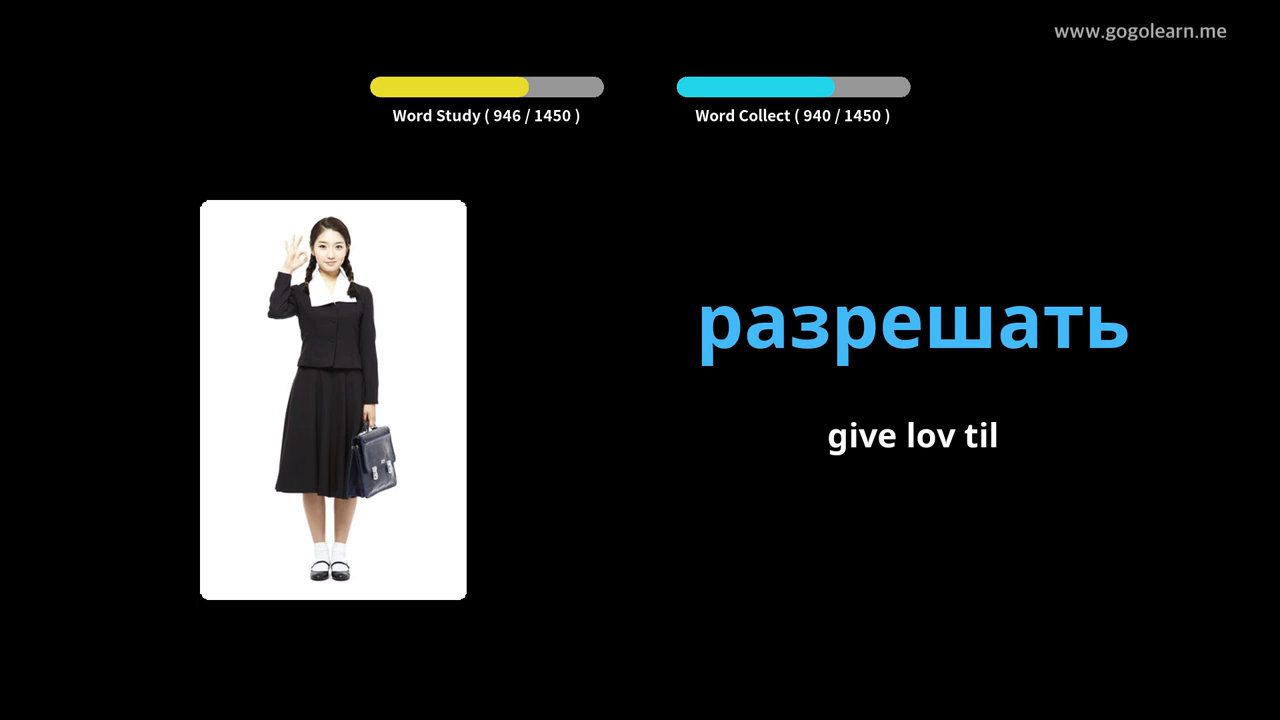 www.gogolearn.me
Word Study ( 946 / 1450 )
Word Collect ( 940 / 1450 )
разрешать
give lov til